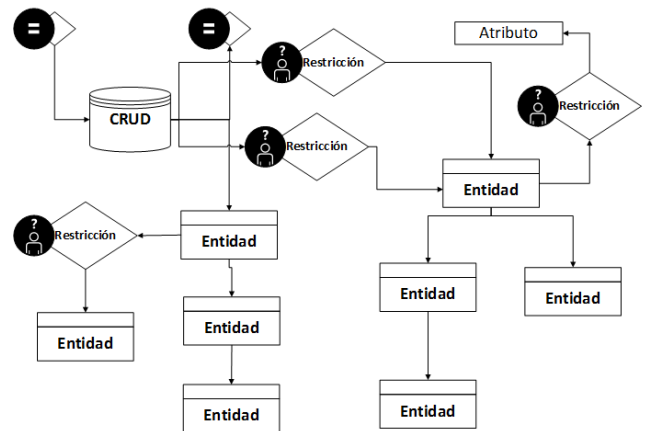 =
=
?
Restricción
Atributo
?
Restricción
CRUD
?
Restricción
Entidad
?
Restricción
Entidad
Entidad
Entidad
Entidad
Entidad
Entidad
Entidad